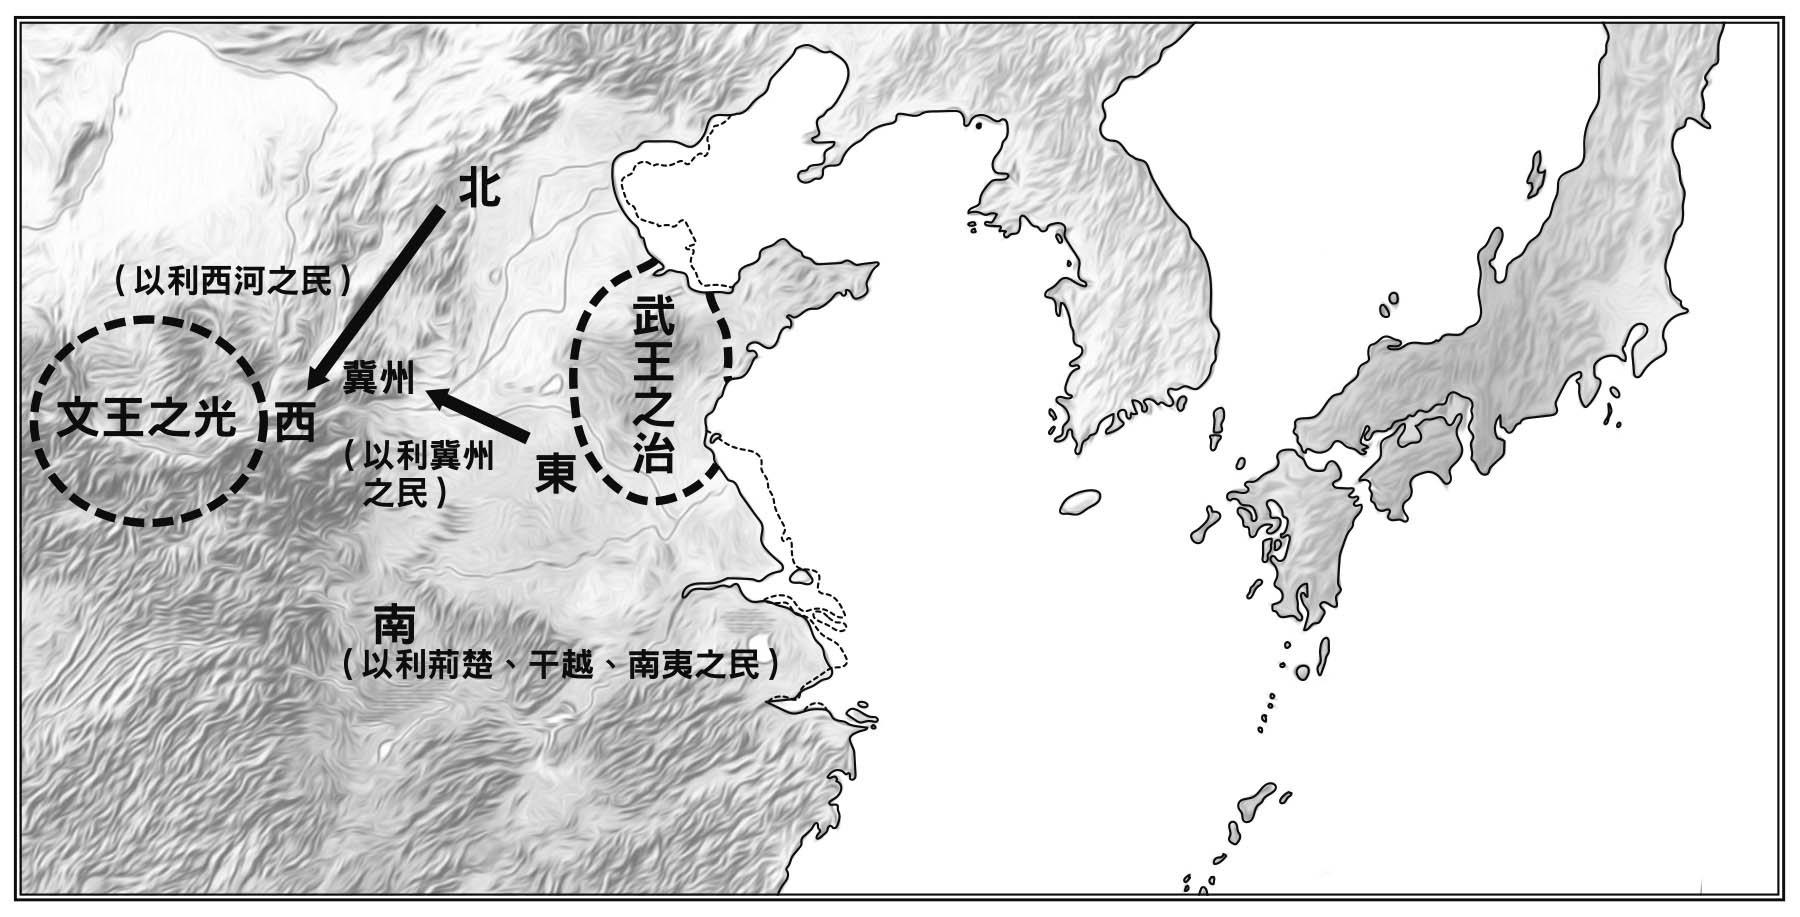 北
（以利西河之民）
武王之治
冀州
文王之光
西
（以利冀州
之民）
東
南
（以利荊楚、干越、南夷之民）